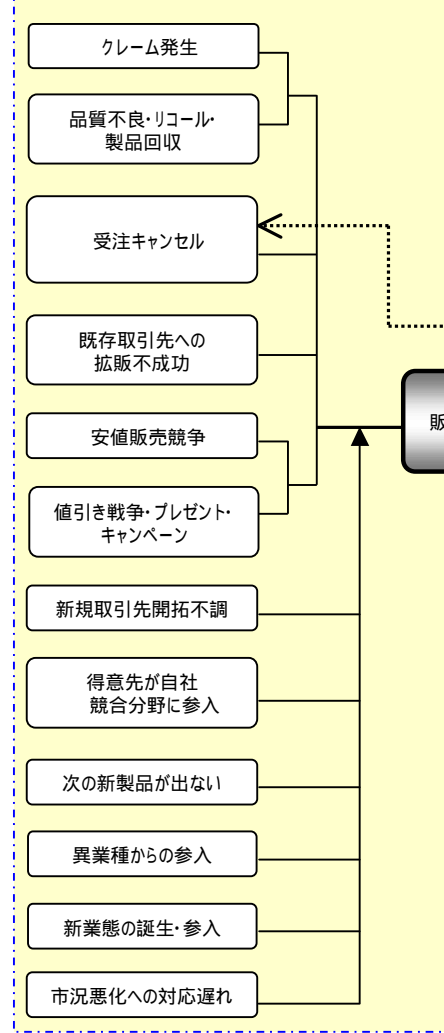 クレーム発生
品質不良・リコール・
製品回収
受注キャンセル
既存取引先への
拡販不成功
販
安値販売競争
値引き戦争・プレゼント・
キャンペーン
新規取引先開拓不調
得意先が自社
競合分野に参入
次の新製品が出ない
異業種からの参入
新業態の誕生・参入
市況悪化への対応遅れ